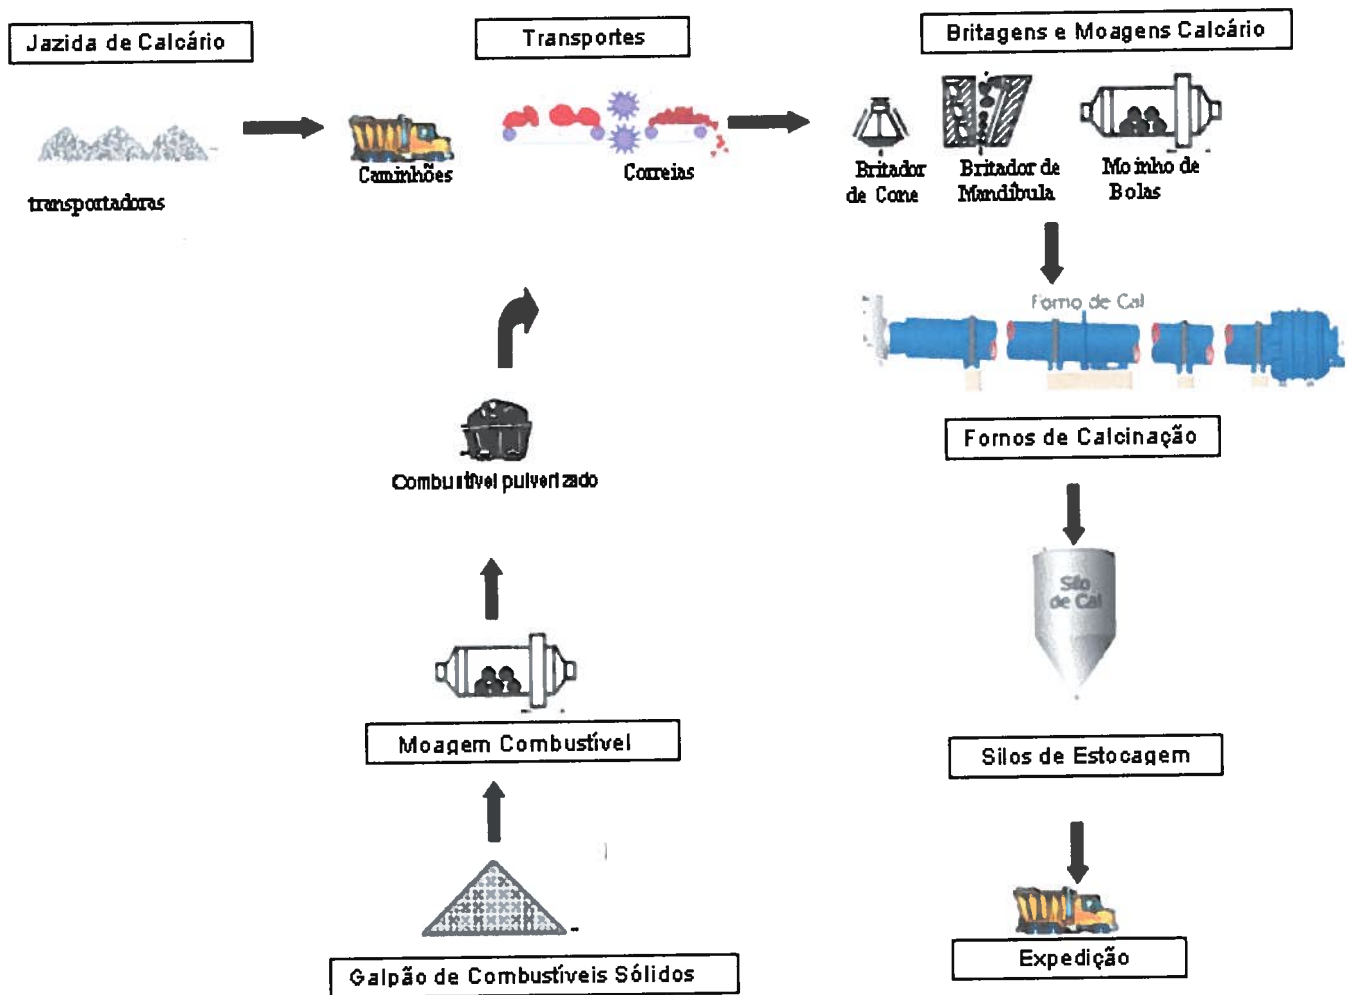 Jazida de Calcário
Transportes
Britagens e Moagens Calcário
transportadoras
Caminhões
Correias
Britador
de Cone
Britador de
Mandíbula
Moinho de
Bolas
Forno de Cal
Fornos de Calcinação
Combustível pulverizado
Silo
de Cal
Moagem Combustível
Silos de Estocagem
Galpão de Combustíveis Sólidos
Expedição